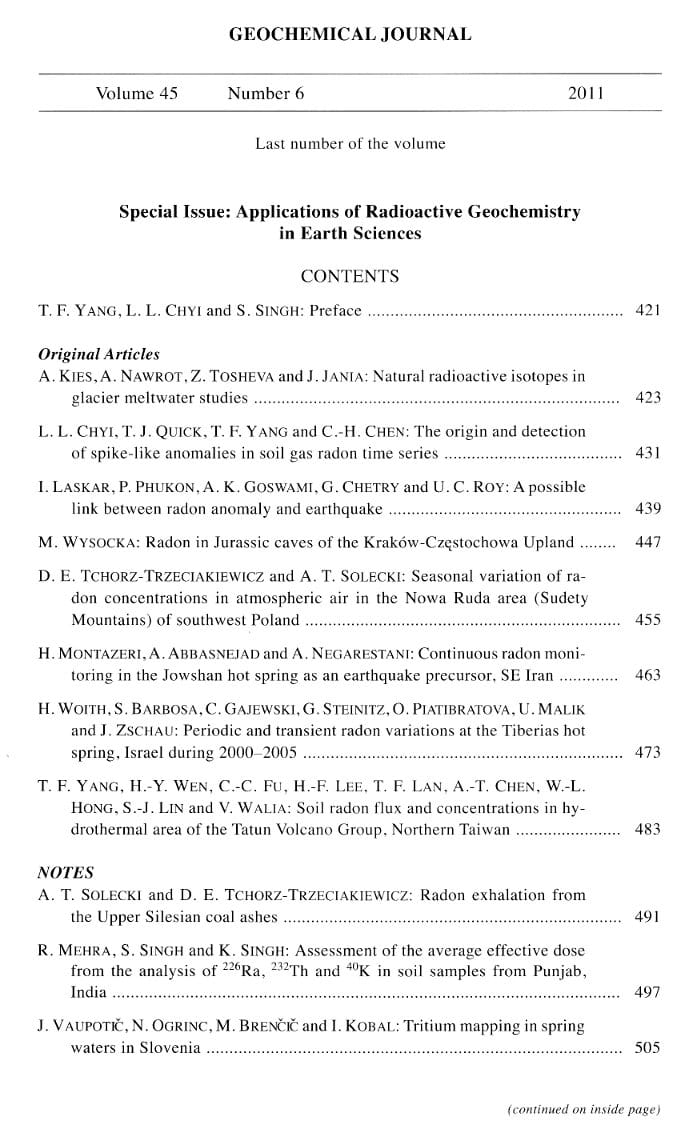 GEOCHEMICAL JOURNAL
Volume 45 Number 6 2011
Last number of the volume
Special Issue: Applications of Radioactive Geochemistry
in Earth Sciences
CONTENTS
T. F. YANG, L. L. CHYI and S. SINGH: Preface ........................................................ 421
Original Articles
A. KIES, A. NAWROT, Z. TOSHEVA and J. JANIA: Natural radioactive isotopes in
glacier meltwater studies ................................................................................ 423
L. L. CHYI, T. J. QUICK, T. F. YANG and C.-H. CHEN: The origin and detection
of spike-like anomalies in soil gas radon time series ....................................... 431
I. LASKAR, P. PHUKON, A. K. GOSWAMI, G. CHETRY and U. C. ROY: A possible
link between radon anomaly and earthquake ................................................... 439
M. WYSOCKA: Radon in Jurassic caves of the Kraków-Częstochowa Upland ........ 447
D. E. TCHORZ-TRZECIAKIEWICZ and A. T. SOLECKI: Seasonal variation of ra-
don concentrations in atmospheric air in the Nowa Ruda area (Sudety
Mountains) of southwest Poland ..................................................................... 455
H. MONTAZERI, A. ABBASNEJAD and A. NEGARESTANI: Continuous radon moni-
toring in the Jowshan hot spring as an earthquake precursor, SE Iran ............. 463
H. WOITH, S. BARBOSA, C. GAJEWSKI, G. STEINITZ, O. PIATIBRATOVA, U. MALIK
and J. ZSCHAU: Periodic and transient radon variations at the Tiberias hot
spring, Israel during 2000–2005 ...................................................................... 473
T. F. YANG, H.-Y. WEN, C.-C. FU, H.-F. LEE, T. F. LAN, A.-T. CHEN, W.-L.
HONG, S.-J. LIN and V. WALIA: Soil radon flux and concentrations in hy-
drothermal area of the Tatun Volcano Group, Northern Taiwan ....................... 483
NOTES
A. T. SOLECKI and D. E. TCHORZ-TRZECIAKIEWICZ: Radon exhalation from
the Upper Silesian coal ashes .......................................................................... 491
R. MEHRA, S. SINGH and K. SINGH: Assessment of the average effective dose
from the analysis of ²²⁶Ra, ²³²Th and ⁴⁰K in soil samples from Punjab,
India ............................................................................................................... 497
J. VAUPOTIČ, N. OGRINC, M. BRENČIČ and I. KOBAL: Tritium mapping in spring
waters in Slovenia ........................................................................................... 505
(continued on inside page)